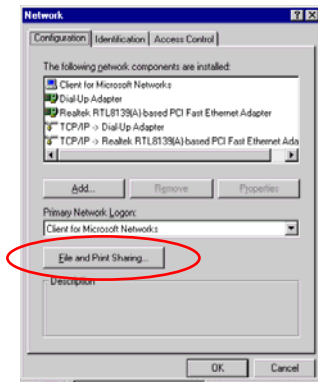 Network
Configuration Identification Access Control
The following network components are installed:
Client for Microsoft Networks
Dial-Up Adapter
Realtek RTL8139(A)-based PCI Fast Ethernet Adapter
TCP/IP -> Dial-Up Adapter
TCP/IP -> Realtek RTL8139(A)-based PCI Fast Ethernet Ada
Add... Remove Properties
Primary Network Logon:
Client for Microsoft Networks
File and Print Sharing...
Description
OK Cancel